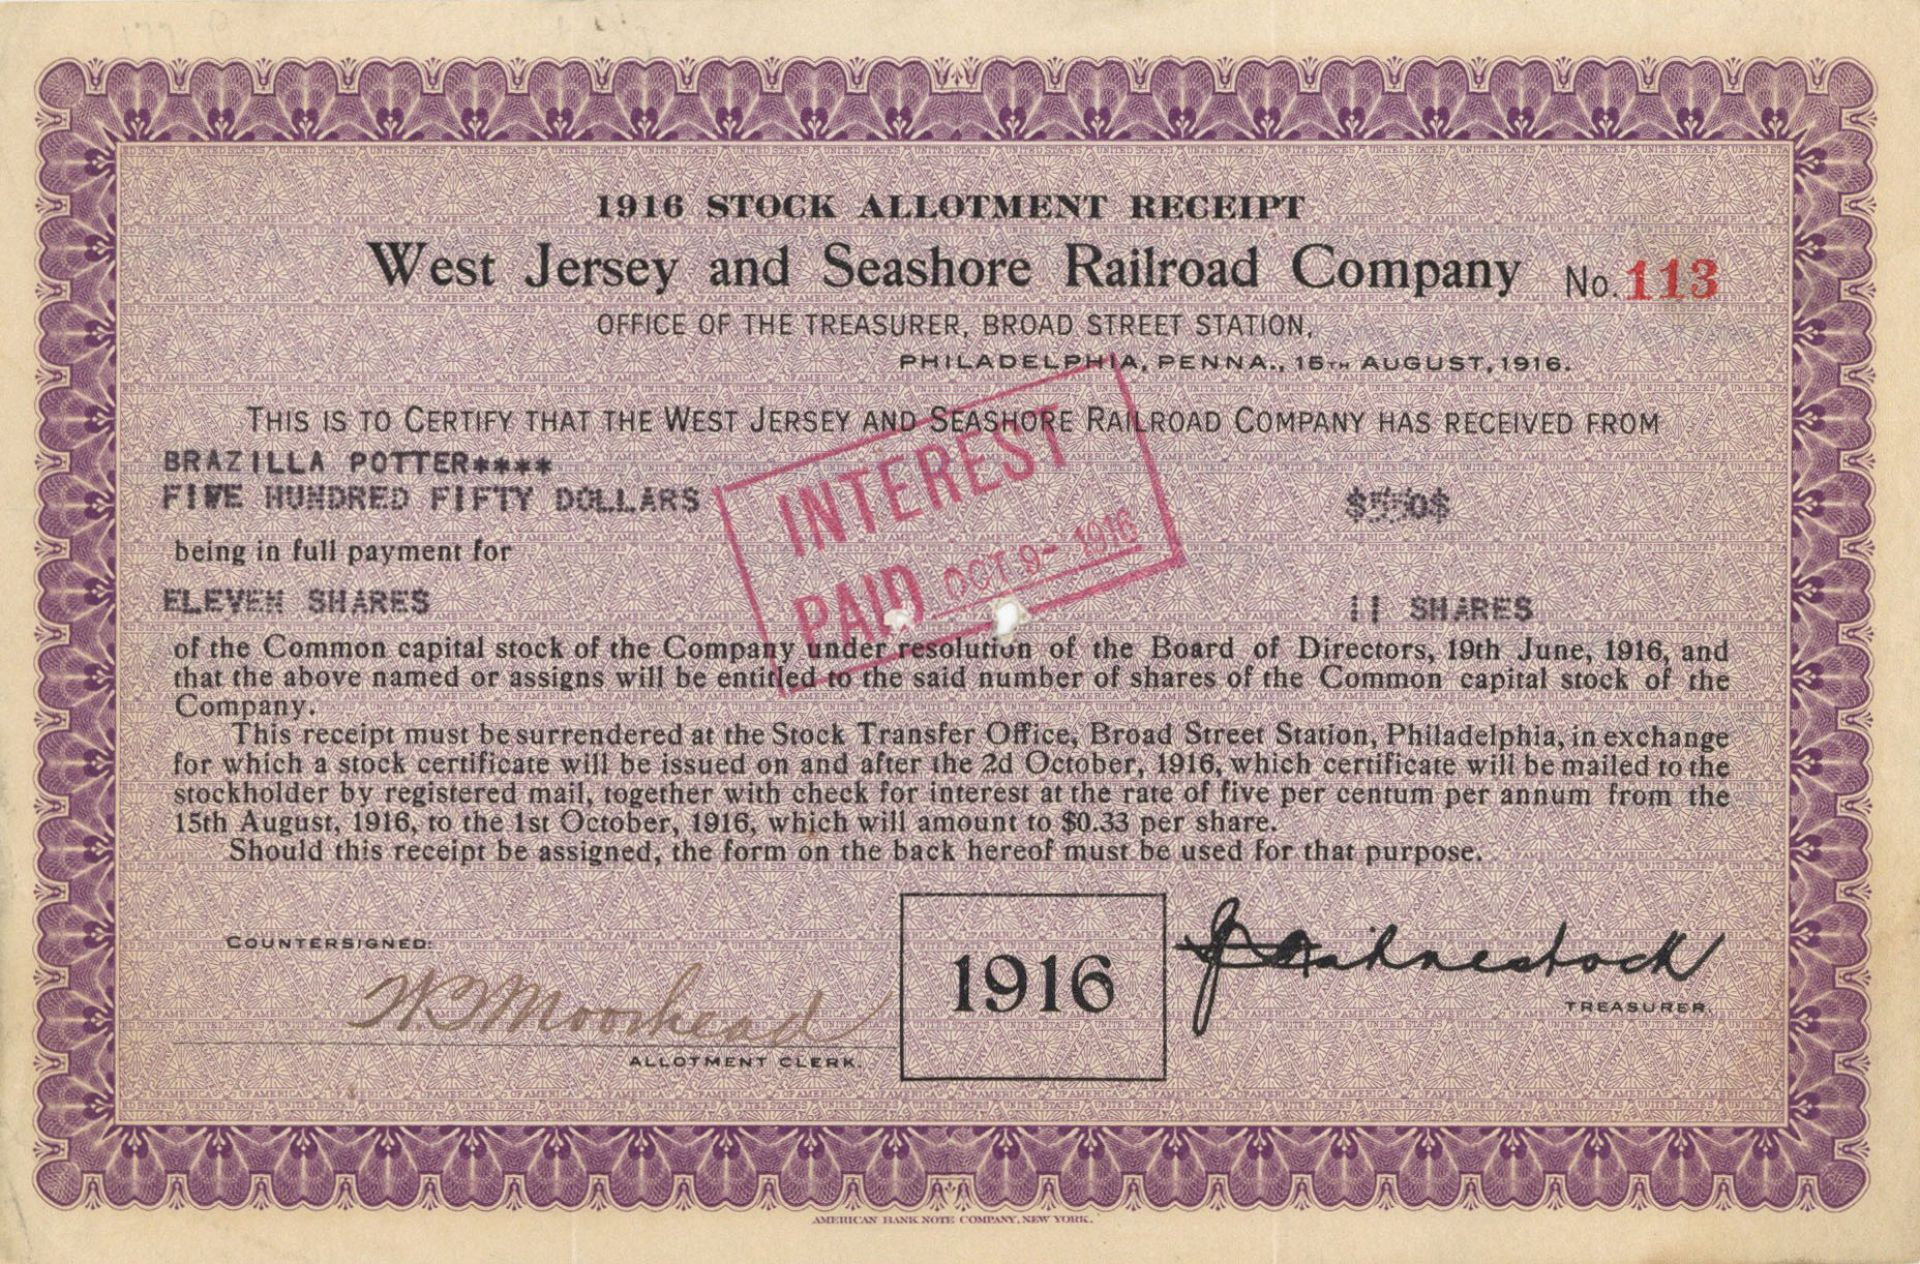 1916 STOCK ALLOTMENT RECEIPT
West Jersey and Seashore Railroad Company No. 113
OFFICE OF THE TREASURER, BROAD STREET STATION,
PHILADELPHIA, PENNA., 15TH AUGUST, 1916.
THIS IS TO CERTIFY THAT THE WEST JERSEY AND SEASHORE RAILROAD COMPANY HAS RECEIVED FROM
BRAZILLA POTTER****
FIVE HUNDRED FIFTY DOLLARS $550$
INTEREST
PAID OCT 9- 1916
being in full payment for
ELEVEN SHARES 11 SHARES
of the Common capital stock of the Company under resolution of the Board of Directors, 19th June, 1916, and
that the above named or assigns will be entitled to the said number of shares of the Common capital stock of the
Company.
This receipt must be surrendered at the Stock Transfer Office, Broad Street Station, Philadelphia, in exchange
for which a stock certificate will be issued on and after the 2d October, 1916, which certificate will be mailed to the
stockholder by registered mail, together with check for interest at the rate of five per centum per annum from the
15th August, 1916, to the 1st October, 1916, which will amount to $0.33 per share.
Should this receipt be assigned, the form on the back hereof must be used for that purpose.
COUNTERSIGNED:
Moorhead
ALLOTMENT CLERK.
1916
Fahnestock
TREASURER.
AMERICAN BANK NOTE COMPANY, NEW YORK.